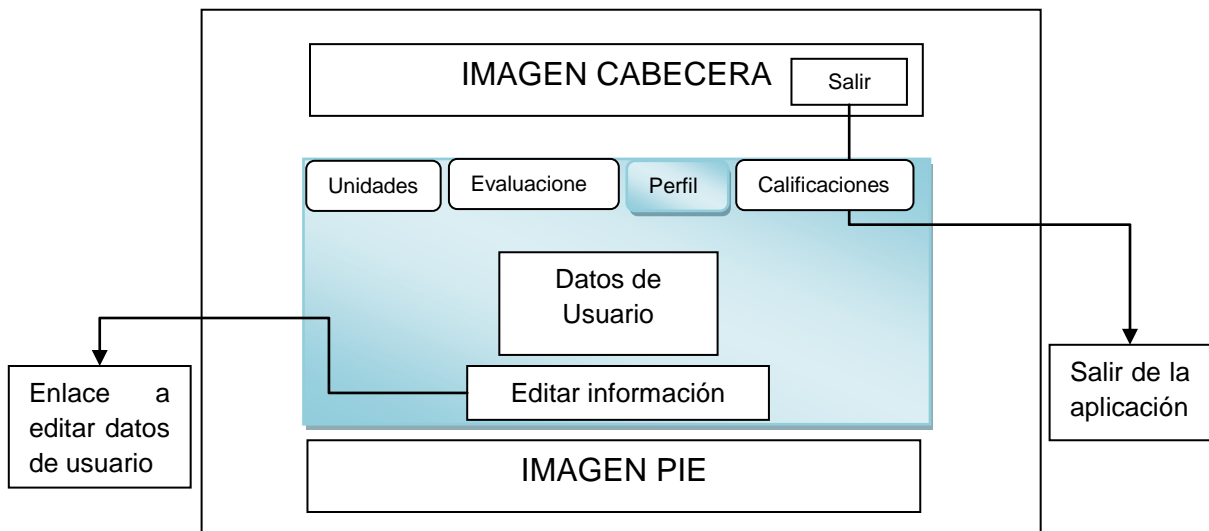 IMAGEN CABECERA
Salir
Unidades
Evaluacione
Perfil
Calificaciones
Datos de
Usuario
Editar información
Enlace a
editar datos
de usuario
Salir de la
aplicación
IMAGEN PIE